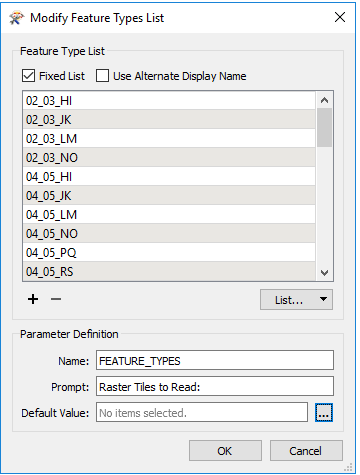 Modify Feature Types List
Feature Type List
Fixed List Use Alternate Display Name
02_03_HI
02_03_JK
02_03_LM
02_03_NO
04_05_HI
04_05_JK
04_05_LM
04_05_NO
04_05_PQ
04_05_RS
List...
Parameter Definition
Name: FEATURE_TYPES
Prompt: Raster Tiles to Read:
Default Value: No items selected. ...
OK Cancel